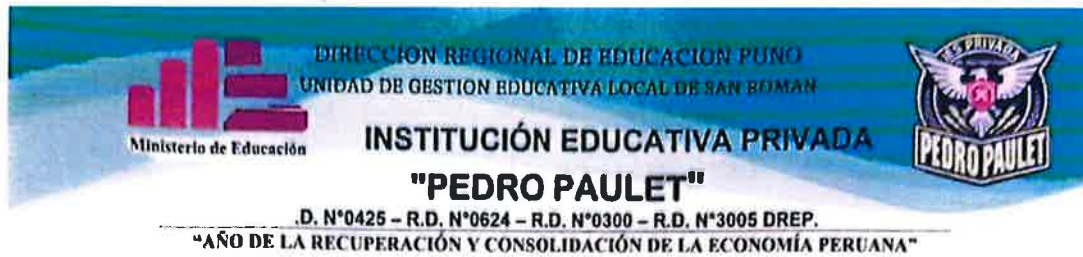 DIRECCION REGIONAL DE EDUCACION PUNO
UNIDAD DE GESTION EDUCATIVA LOCAL DE SAN ROMAN
Ministerio de Educación
INSTITUCIÓN EDUCATIVA PRIVADA
"PEDRO PAULET"
.D. N°0425 – R.D. N°0624 – R.D. N°0300 – R.D. N°3005 DREP.
"AÑO DE LA RECUPERACIÓN Y CONSOLIDACIÓN DE LA ECONOMÍA PERUANA"
IES PRIVADA
PEDRO PAULET